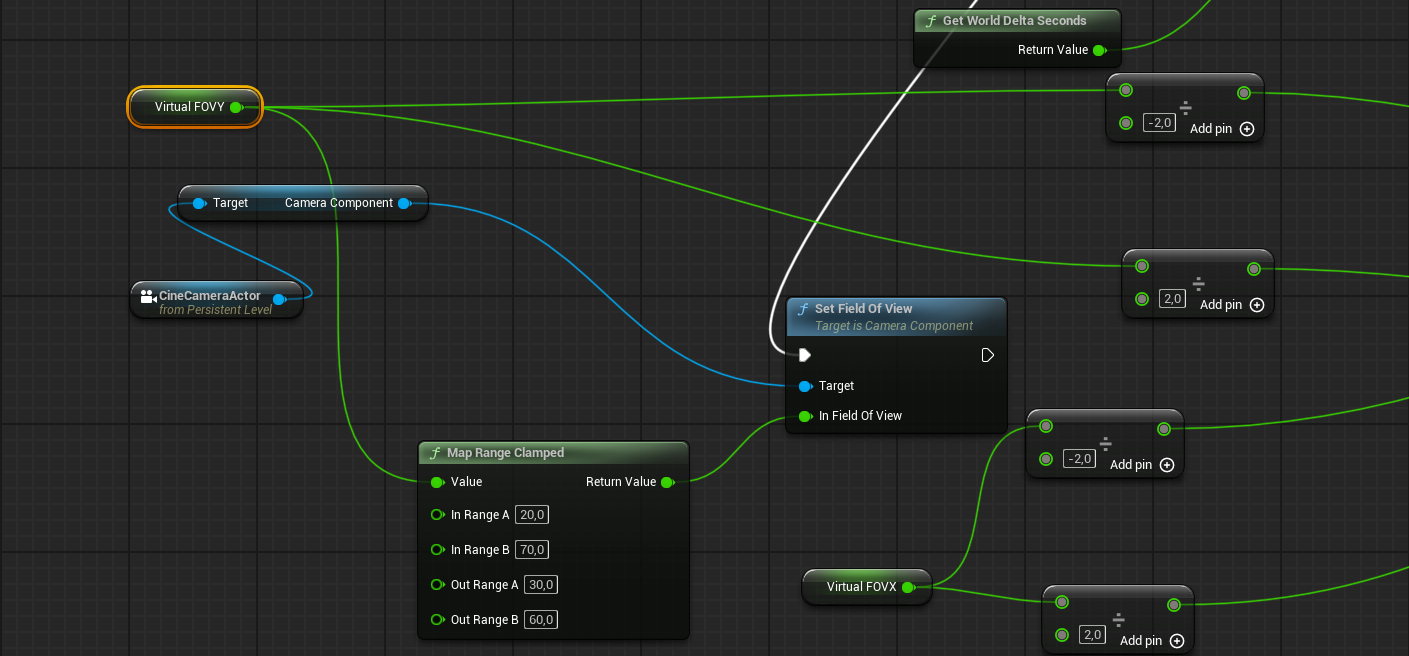 Get World Delta Seconds
Return Value
Virtual FOVY
-2,0
Add pin
Target
Camera Component
CineCameraActor
from Persistent Level
2,0
Add pin
Set Field Of View
Target is Camera Component
Target
In Field Of View
-2,0
Add pin
Map Range Clamped
Value
Return Value
In Range A
20,0
In Range B
70,0
Out Range A
30,0
Out Range B
60,0
Virtual FOVX
2,0
Add pin